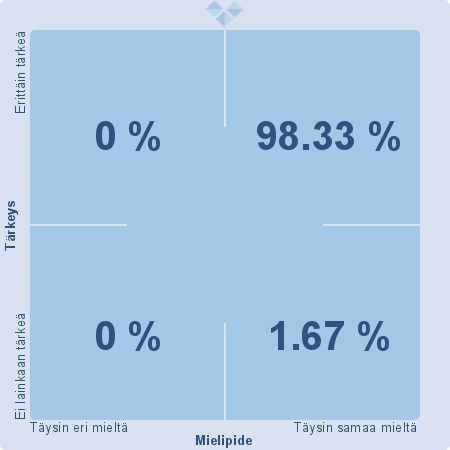 Erittäin tärkeä
0 %
98.33 %
Tärkeys
0 %
1.67 %
Ei lainkaan tärkeä
Täysin eri mieltä
Täysin samaa mieltä
Mielipide